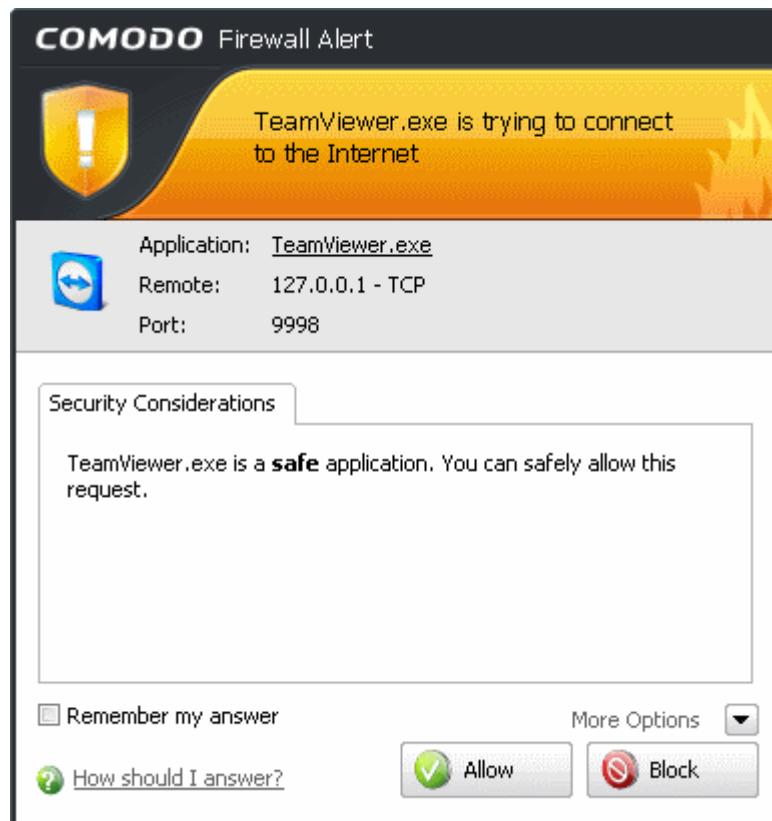 COMODO Firewall Alert
TeamViewer.exe is trying to connect
to the Internet
Application: TeamViewer.exe
Remote: 127.0.0.1 - TCP
Port: 9998
Security Considerations
TeamViewer.exe is a safe application. You can safely allow this
request.
Remember my answer
More Options
How should I answer?
Allow
Block